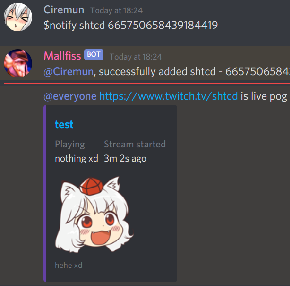 Ciremun Today at 18:24
$notify shtcd 665750658439184419
Mallfiss BOT Today at 18:24
@Ciremun, successfully added shtcd - 6657506584
@everyone https://www.twitch.tv/shtcd is live pog
test
Playing Stream started
nothing xd 3m 2s ago
hehe xd